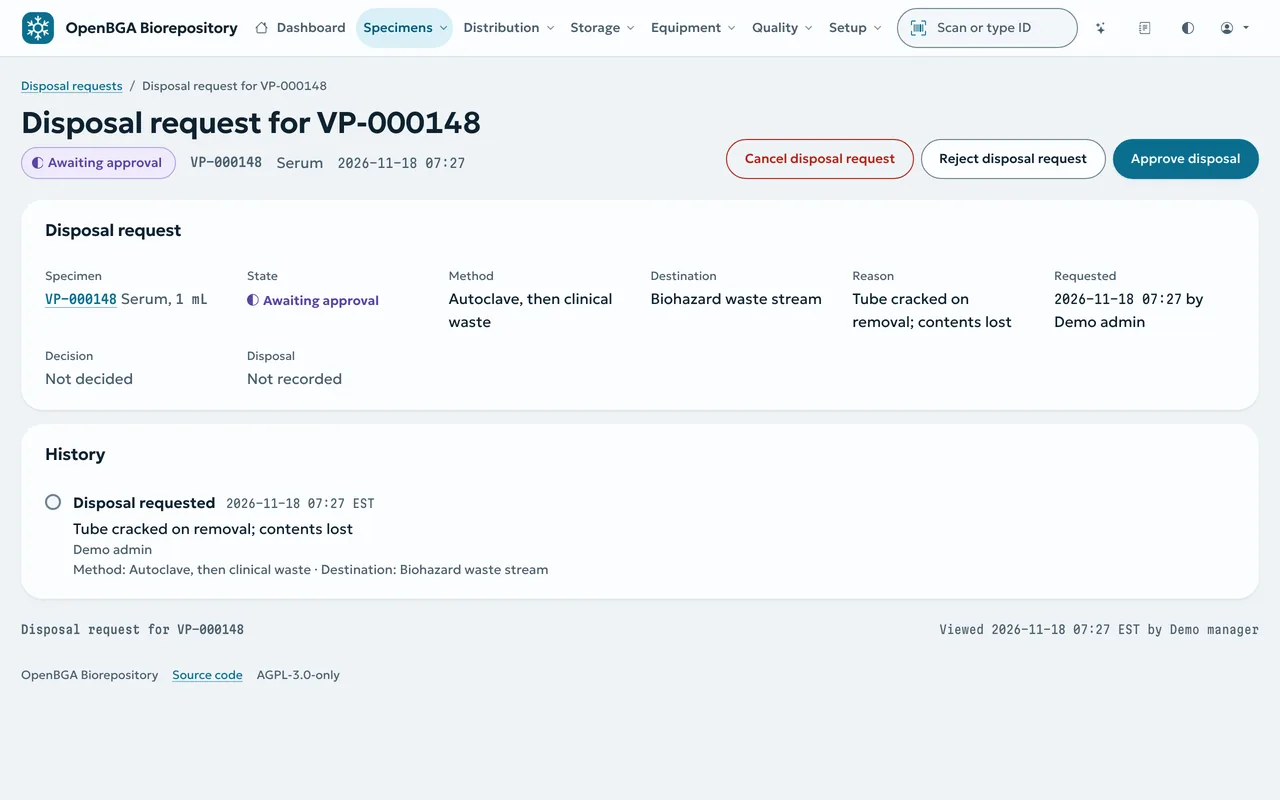 OpenBGA Biorepository Dashboard Specimens Distribution Storage Equipment Quality Setup Scan or type ID
Disposal requests / Disposal request for VP-000148
Disposal request for VP-000148
Awaiting approval VP-000148 Serum 2026-11-18 07:27
Cancel disposal request Reject disposal request Approve disposal
Disposal request
Specimen State Method Destination Reason Requested
VP-000148 Serum, 1 mL Awaiting approval Autoclave, then clinical Biohazard waste stream Tube cracked on 2026-11-18 07:27 by
waste removal; contents lost Demo admin
Decision Disposal
Not decided Not recorded
History
Disposal requested 2026-11-18 07:27 EST
Tube cracked on removal; contents lost
Demo admin
Method: Autoclave, then clinical waste · Destination: Biohazard waste stream
Disposal request for VP-000148 Viewed 2026-11-18 07:27 EST by Demo manager
OpenBGA Biorepository Source code AGPL-3.0-only